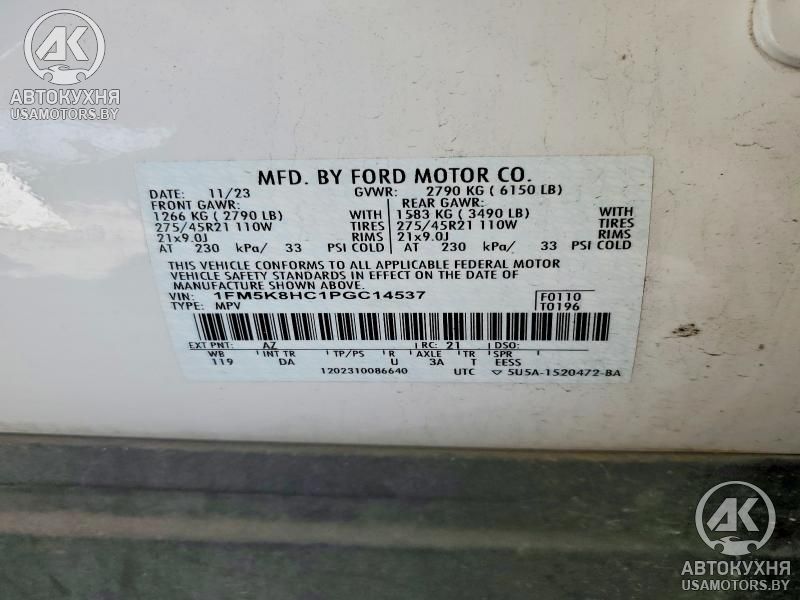 AK
АВТОКУХНЯ
USAMOTORS.BY
MFD. BY FORD MOTOR CO.
DATE: 11/23 GVWR: 2790 KG ( 6150 LB)
FRONT GAWR: REAR GAWR:
1266 KG ( 2790 LB) WITH 1583 KG ( 3490 LB) WITH
275/45R21 110W TIRES 275/45R21 110W TIRES
21x9.0J RIMS 21x9.0J RIMS
AT 230 kPa/ 33 PSI COLD AT 230 kPa/ 33 PSI COLD
THIS VEHICLE CONFORMS TO ALL APPLICABLE FEDERAL MOTOR
VEHICLE SAFETY STANDARDS IN EFFECT ON THE DATE OF
MANUFACTURE SHOWN ABOVE.
VIN: 1FM5K8HC1PGC14537 F0110
TYPE: MPV T0196
EXT PNT: AZ RC: 21 DSO:
WB INT TR TP/PS R AXLE TR SPR
119 DA U 3A T EESS
1202310086640 UTC ▽ 5U5A-1520472-BA
AK
АВТОКУХНЯ
USAMOTORS.BY